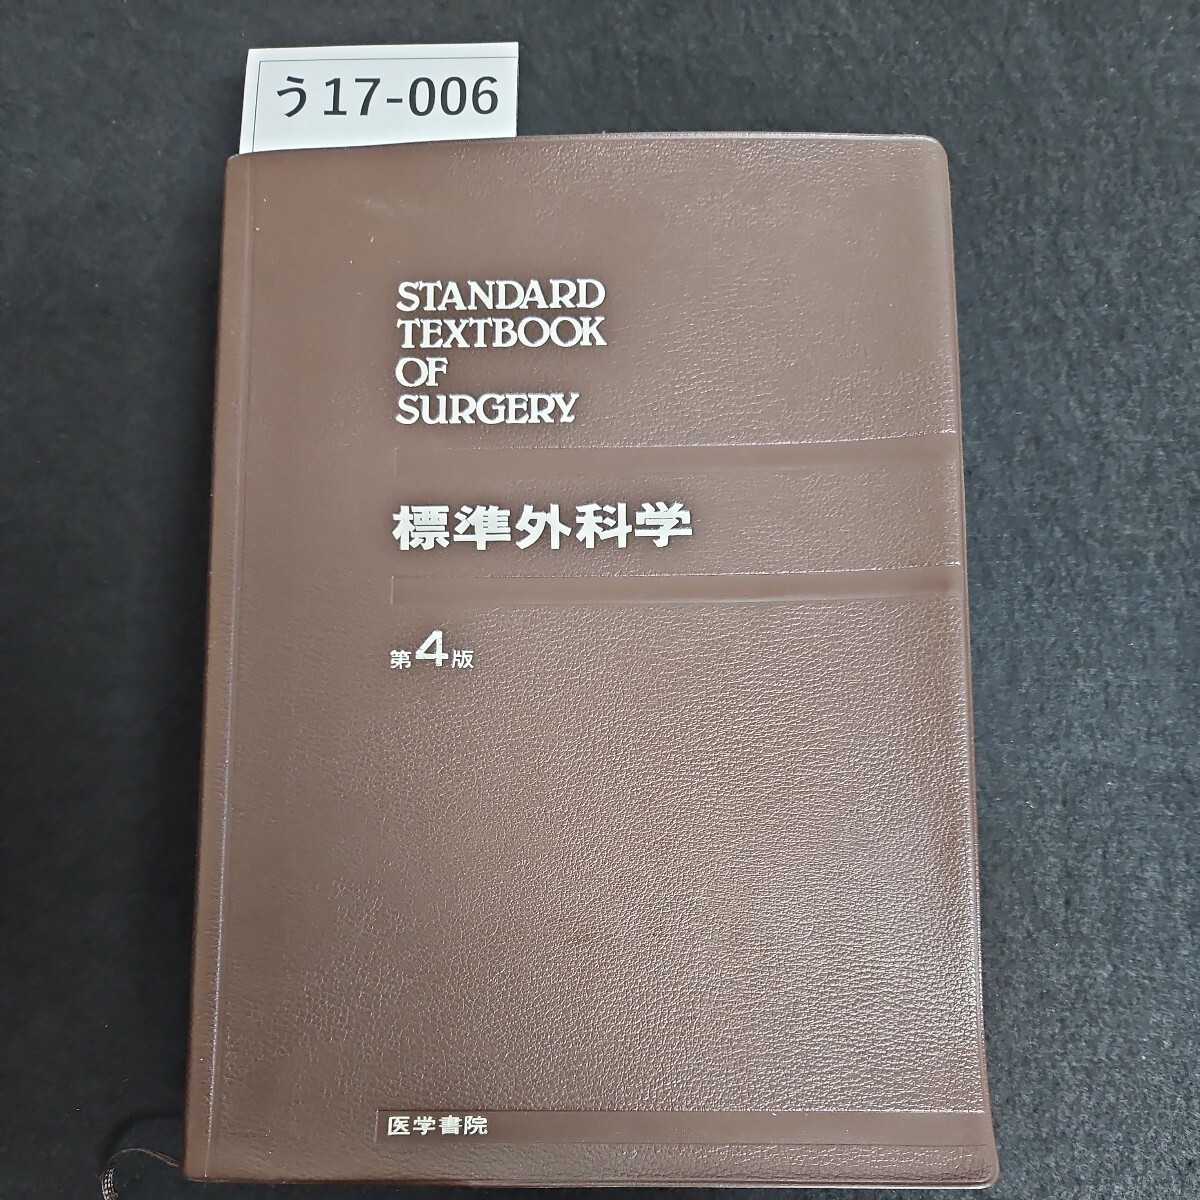 う17-006
STANDARD
TEXTBOOK
OF
SURGERY
標準外科学
第4版
医学書院